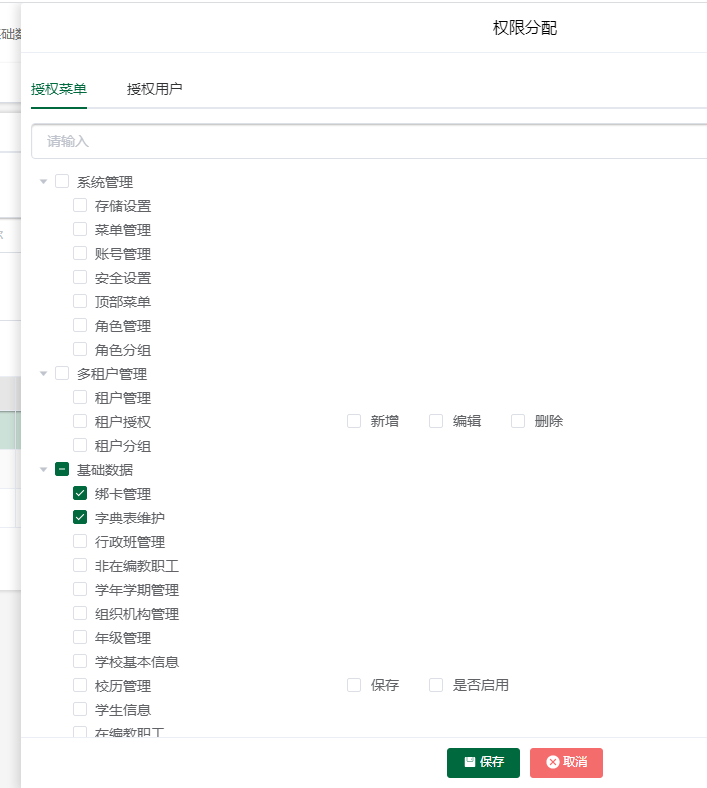 权限分配
授权菜单 授权用户
请输入
系统管理
存储设置
菜单管理
账号管理
安全设置
顶部菜单
角色管理
角色分组
多租户管理
租户管理
租户授权 新增 编辑 删除
租户分组
基础数据
绑卡管理
字典表维护
行政班管理
非在编教职工
学年学期管理
组织机构管理
年级管理
学校基本信息
校历管理 保存 是否启用
学生信息
在编教职工
保存 取消